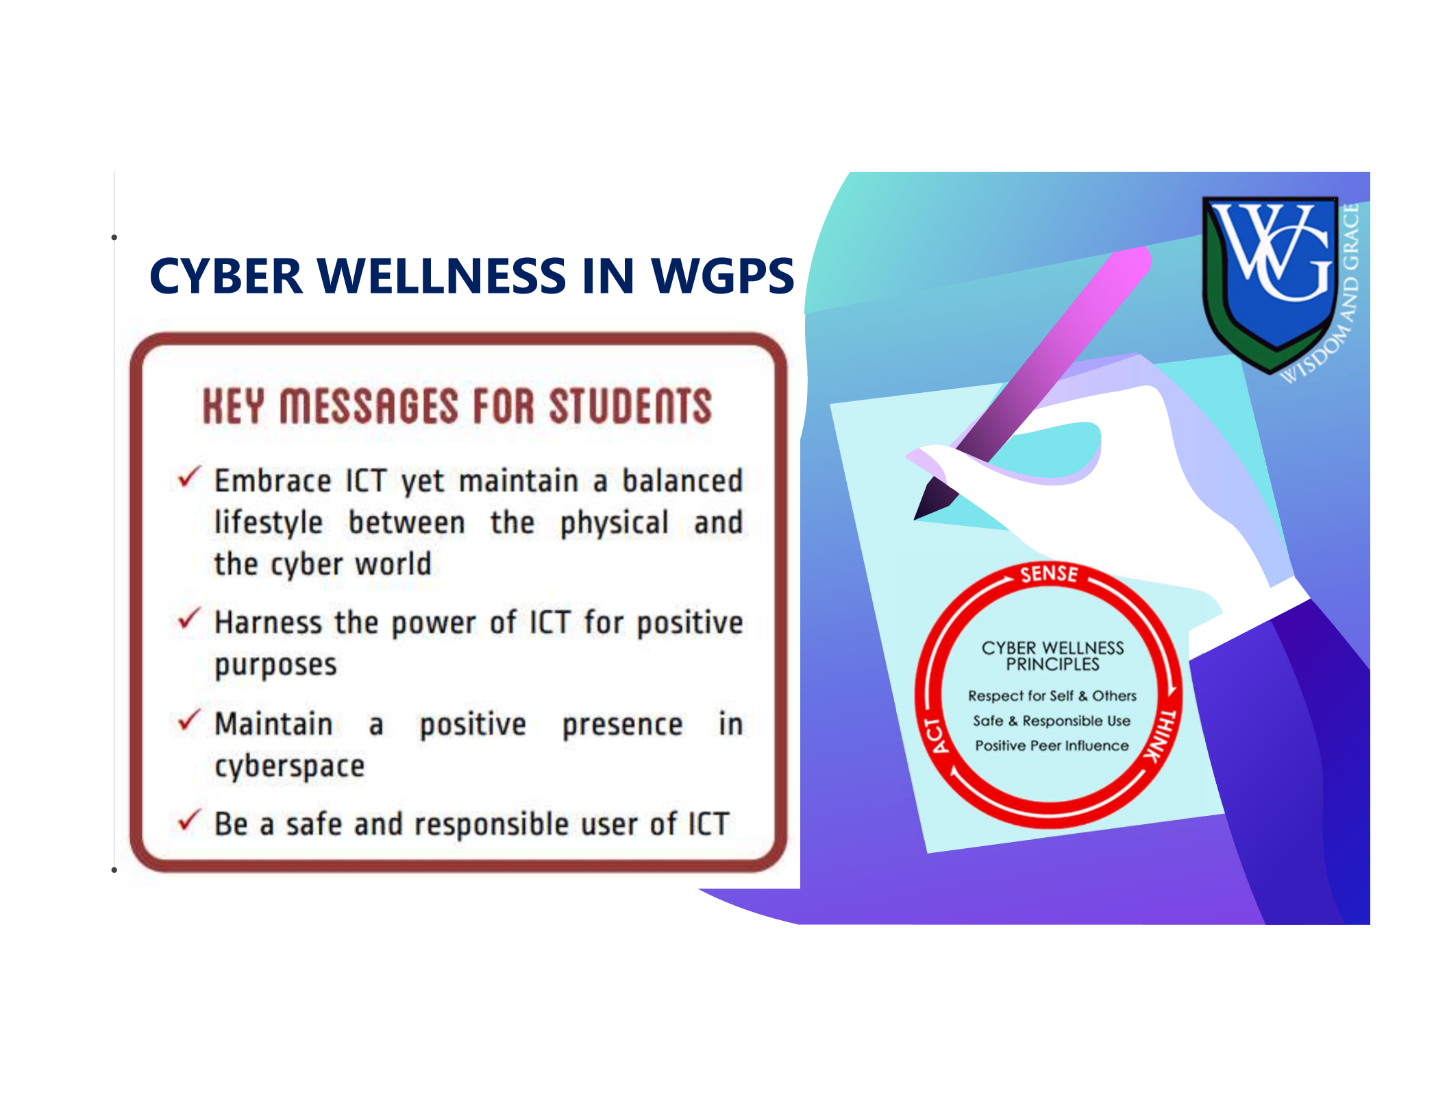 CYBER WELLNESS IN WGPS
KEY MESSAGES FOR STUDENTS
✓ Embrace ICT yet maintain a balanced
lifestyle between the physical and
the cyber world
✓ Harness the power of ICT for positive
purposes
✓ Maintain a positive presence in
cyberspace
✓ Be a safe and responsible user of ICT
WG
WISDOM AND GRACE
SENSE
THINK
ACT
CYBER WELLNESS
PRINCIPLES
Respect for Self & Others
Safe & Responsible Use
Positive Peer Influence